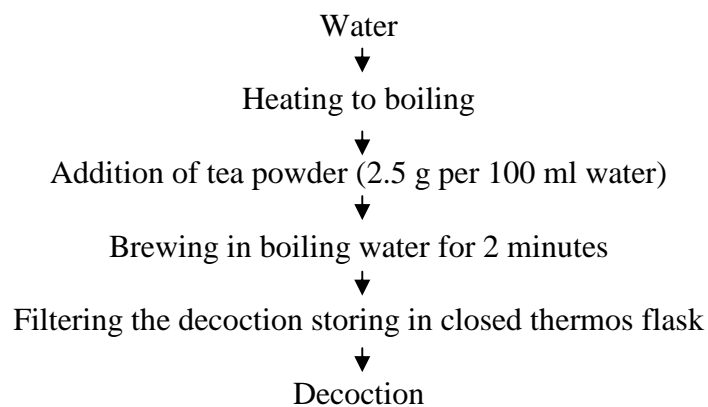 Water
Heating to boiling
Addition of tea powder (2.5 g per 100 ml water)
Brewing in boiling water for 2 minutes
Filtering the decoction storing in closed thermos flask
Decoction